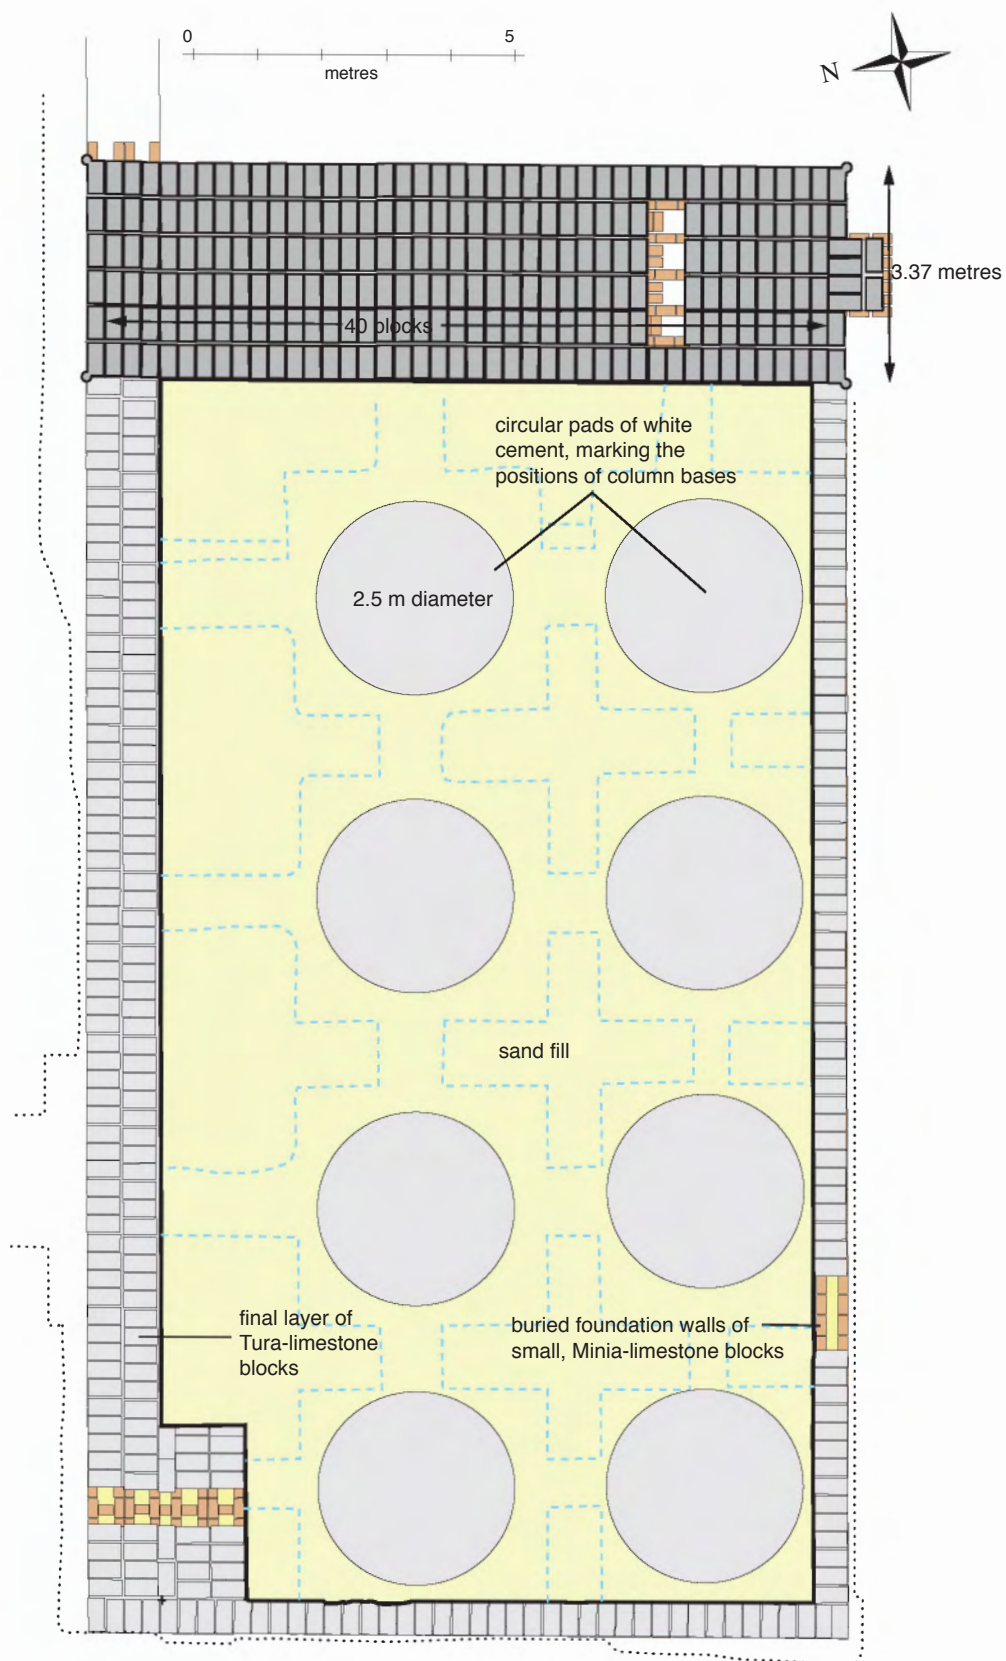 0 5
metres
N
3.37 metres
40 blocks
circular pads of white
cement, marking the
positions of column bases
2.5 m diameter
sand fill
final layer of
Tura-limestone
blocks
buried foundation walls of
small, Minia-limestone blocks